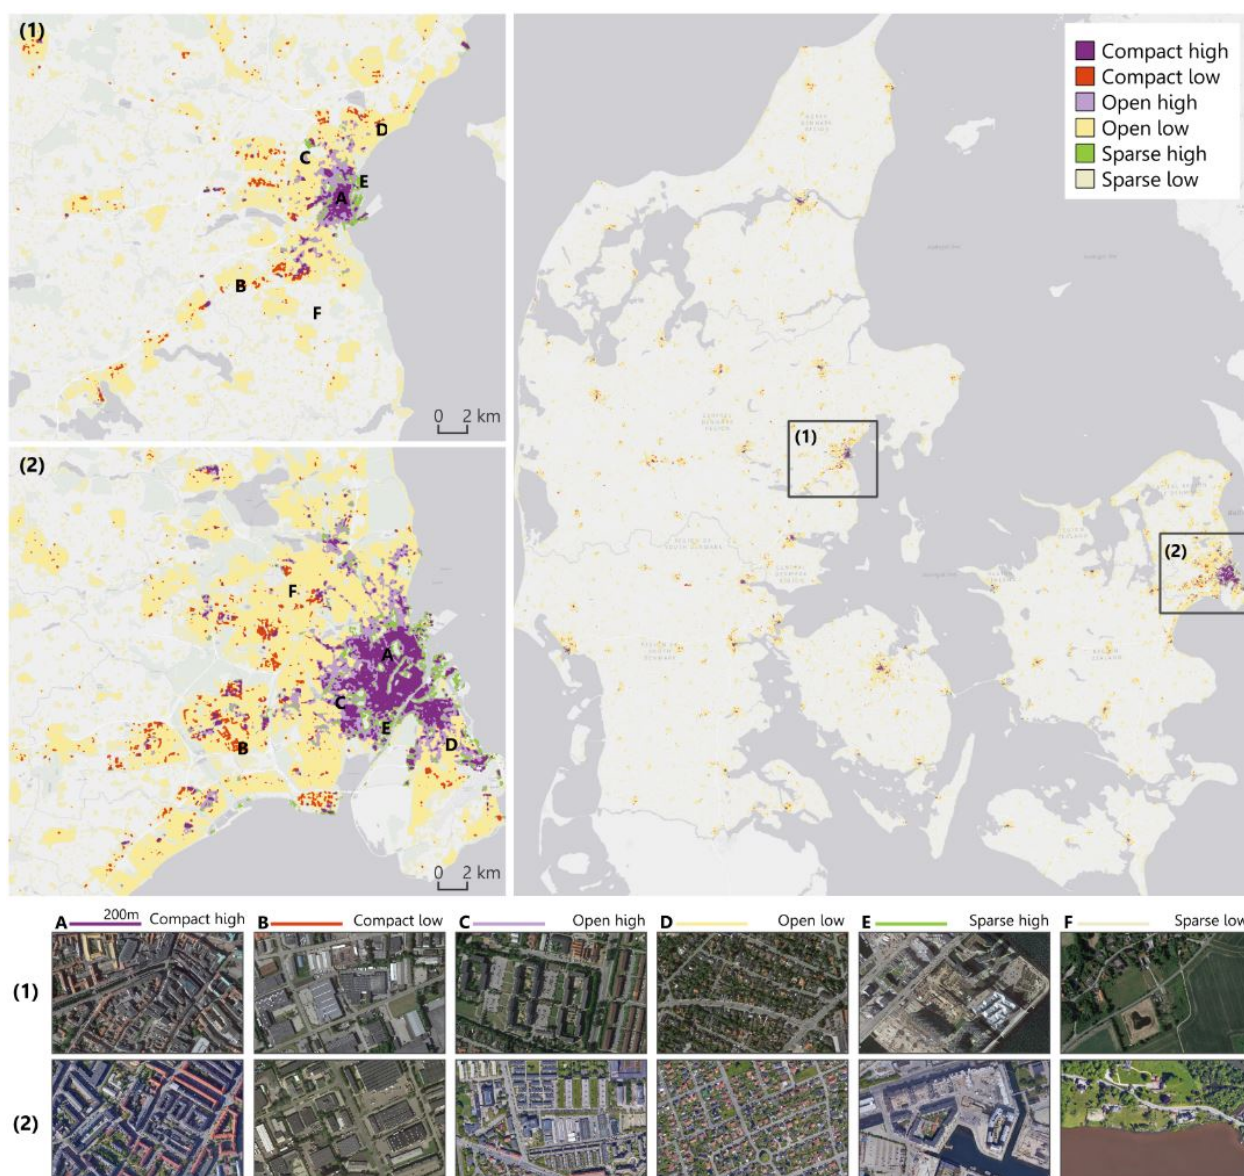 (1)
D
C
E
A
B
F
0 2 km
(2)
F
A
C
E
B
D
0 2 km
Compact high
Compact low
Open high
Open low
Sparse high
Sparse low
(1)
(2)
A 200m Compact high B Compact low C Open high D Open low E Sparse high F Sparse low
(1)
(2)